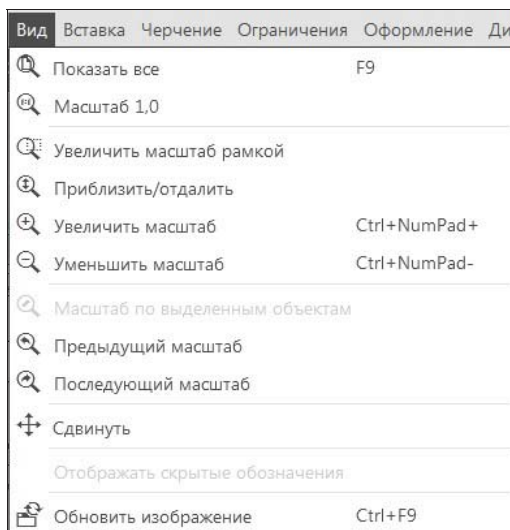 Вид Вставка Черчение Ограничения Оформление Ди
Показать все F9
Масштаб 1,0
Увеличить масштаб рамкой
Приблизить/отдалить
Увеличить масштаб Ctrl+NumPad+
Уменьшить масштаб Ctrl+NumPad-
Масштаб по выделенным объектам
Предыдущий масштаб
Последующий масштаб
Сдвинуть
Отображать скрытые обозначения
Обновить изображение Ctrl+F9